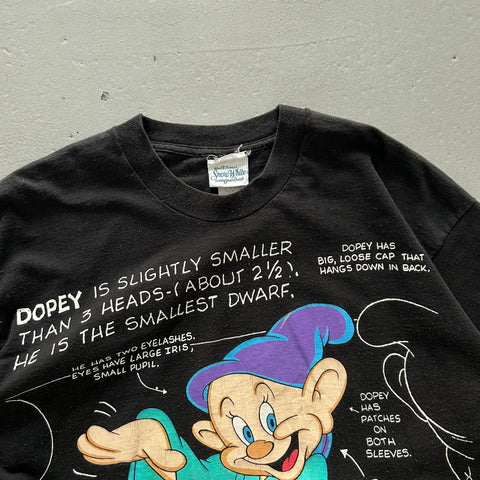 Snow White
DOPEY IS SLIGHTLY SMALLER
THAN 3 HEADS-(ABOUT 2 1/2).
HE IS THE SMALLEST DWARF.
DOPEY HAS
BIG, LOOSE CAP THAT
HANGS DOWN IN BACK.
HE HAS TWO EYELASHES.
EYES HAVE LARGE IRIS,
SMALL PUPIL.
DOPEY
HAS
PATCHES
ON
BOTH
SLEEVES.